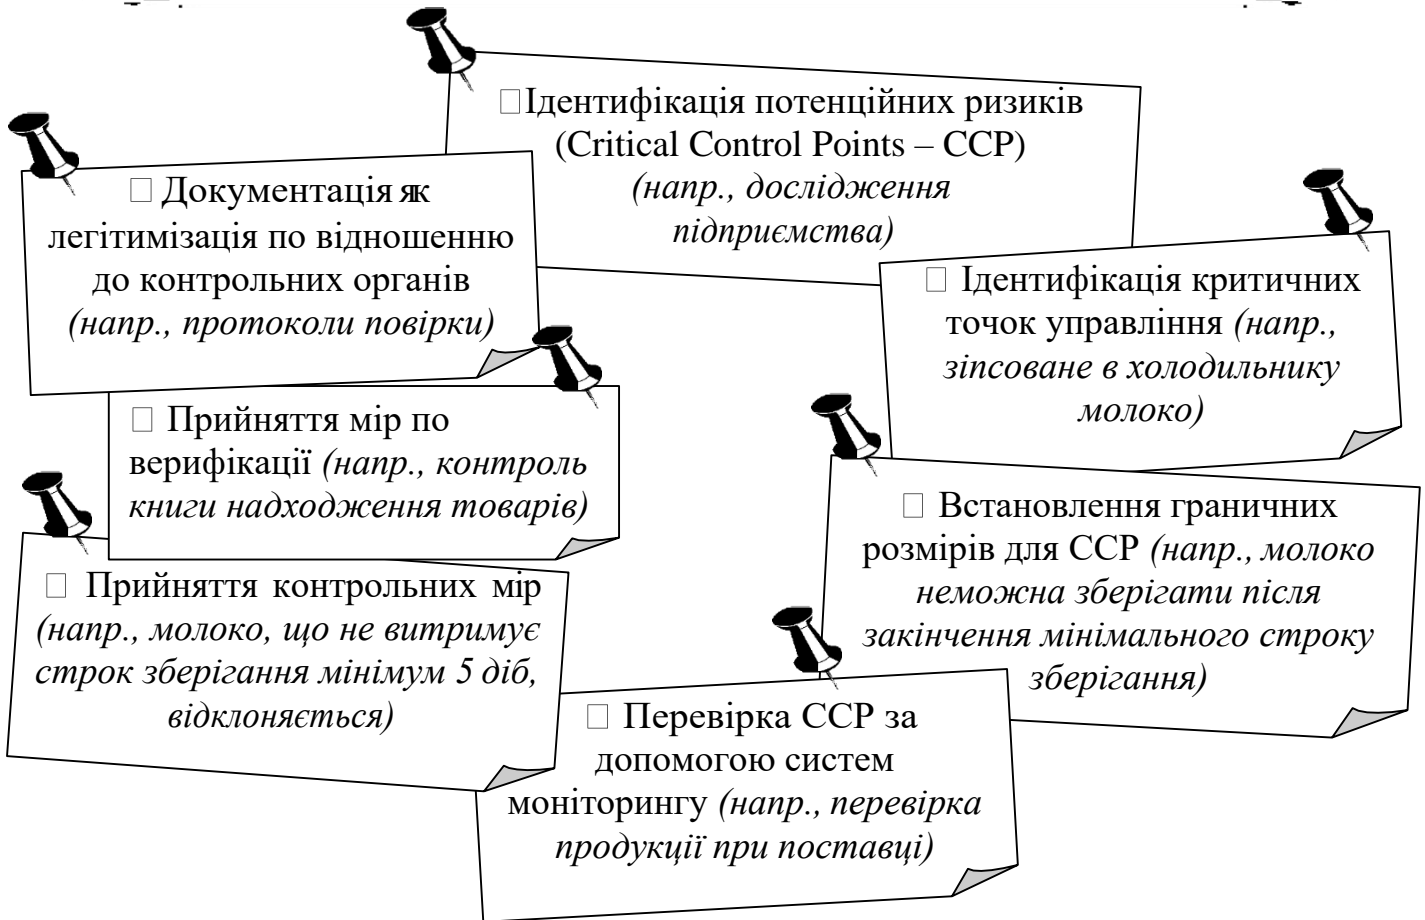 Ідентифікація потенційних ризиків
(Critical Control Points – CCP)
(напр., дослідження
підприємства)
Документація як
легітимізація по відношенню
до контрольних органів
(напр., протоколи повірки)
Ідентифікація критичних
точок управління (напр.,
зіпсоване в холодильнику
молоко)
Прийняття мір по
верифікації (напр., контроль
книги надходження товарів)
Встановлення граничних
розмірів для ССР (напр., молоко
неможна зберігати після
закінчення мінімального строку
зберігання)
Прийняття контрольних мір
(напр., молоко, що не витримує
строк зберігання мінімум 5 діб,
відклоняється)
Перевірка ССР за
допомогою систем
моніторингу (напр., перевірка
продукції при поставці)